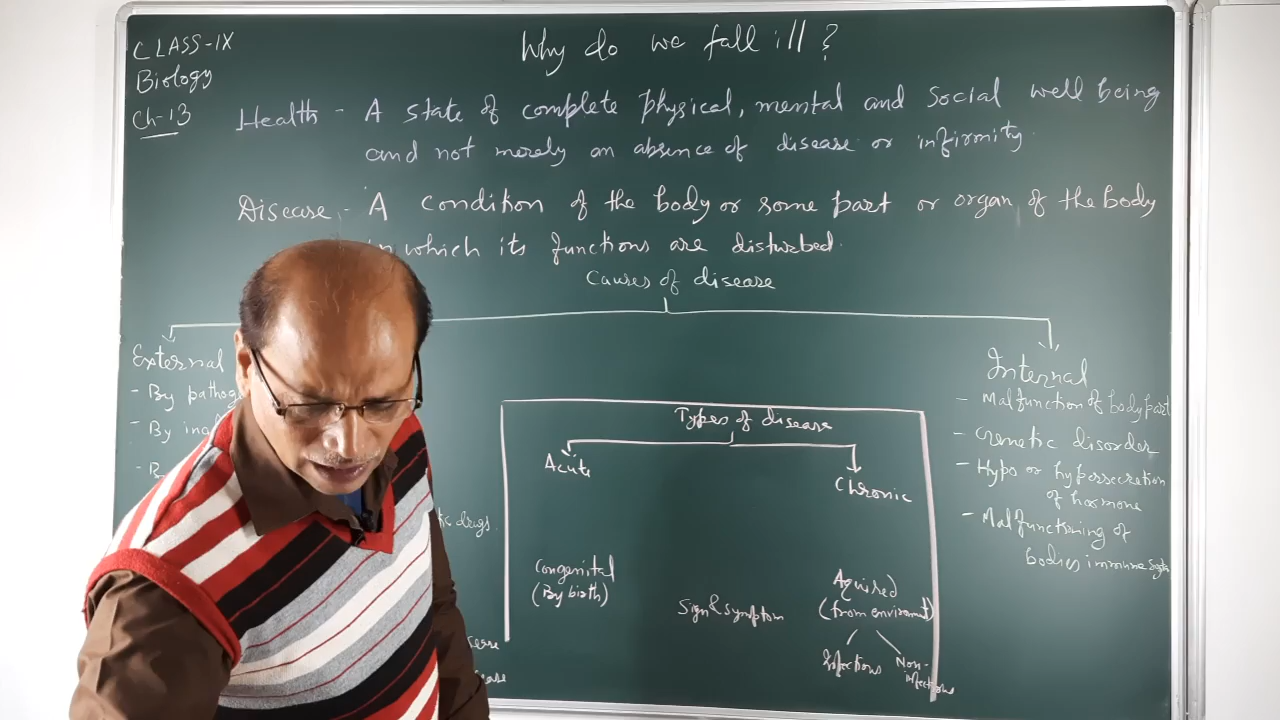 CLASS-IX
Biology
Ch-13
Why do we fall ill?
Health - A state of complete physical, mental and social well being
and not merely an absence of disease or infirmity.
Disease - A condition of the body or some part or organ of the body
in which its functions are disturbed.
Causes of disease
External
- By pathog
- By ina
drugs.
Types of disease
Acute
Chronic
Congenital
(By birth)
Sign & symptom
Aquired
(from enviroment)
Infectious
Non-
infectious
Internal
- Malfunction of body part
- Genetic disorder
- Hypo or hypersecretion
of hormone
- Malfunctioning of
bodies immune